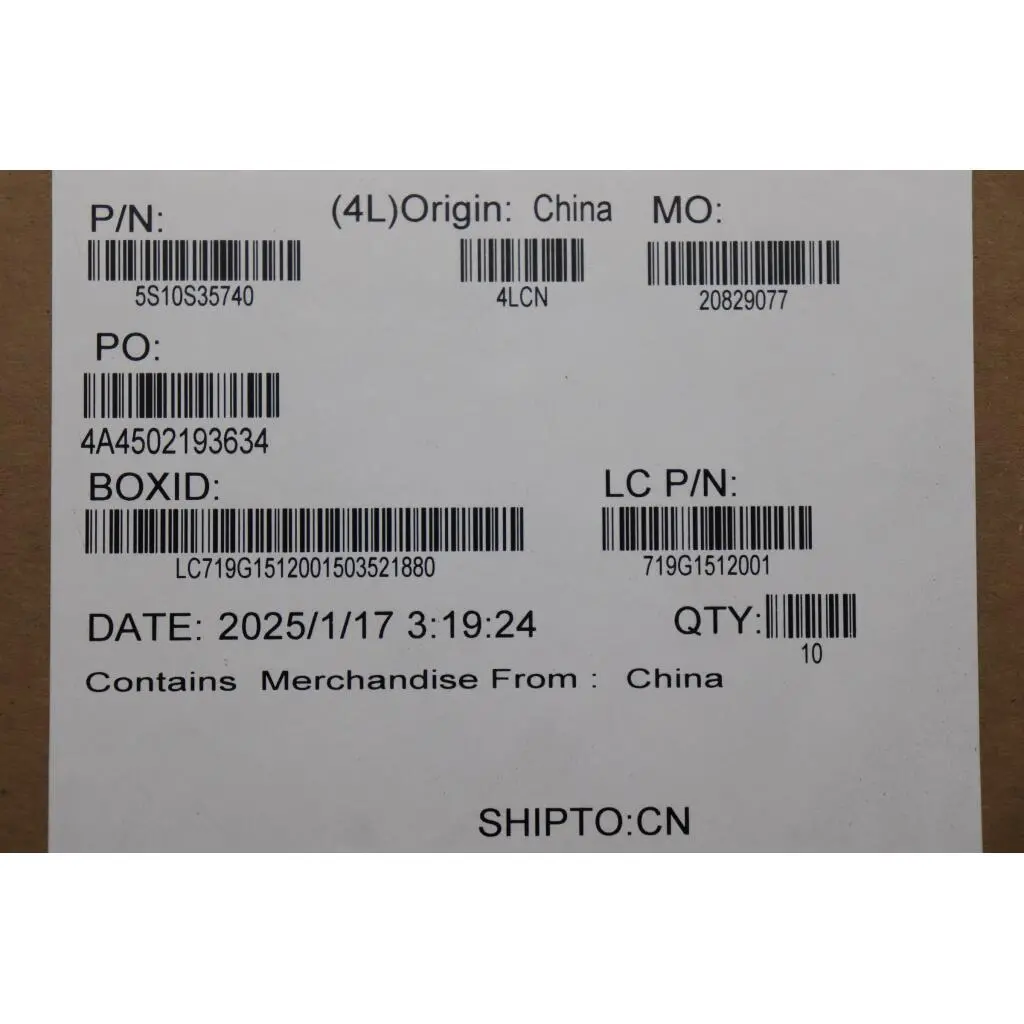 P/N: (4L)Origin: China MO:
5S10S35740 4LCN 20829077
PO:
4A4502193634
BOXID: LC P/N:
LC719G1512001503521880 719G1512001
DATE: 2025/1/17 3:19:24 QTY:
10
Contains Merchandise From : China
SHIPTO:CN